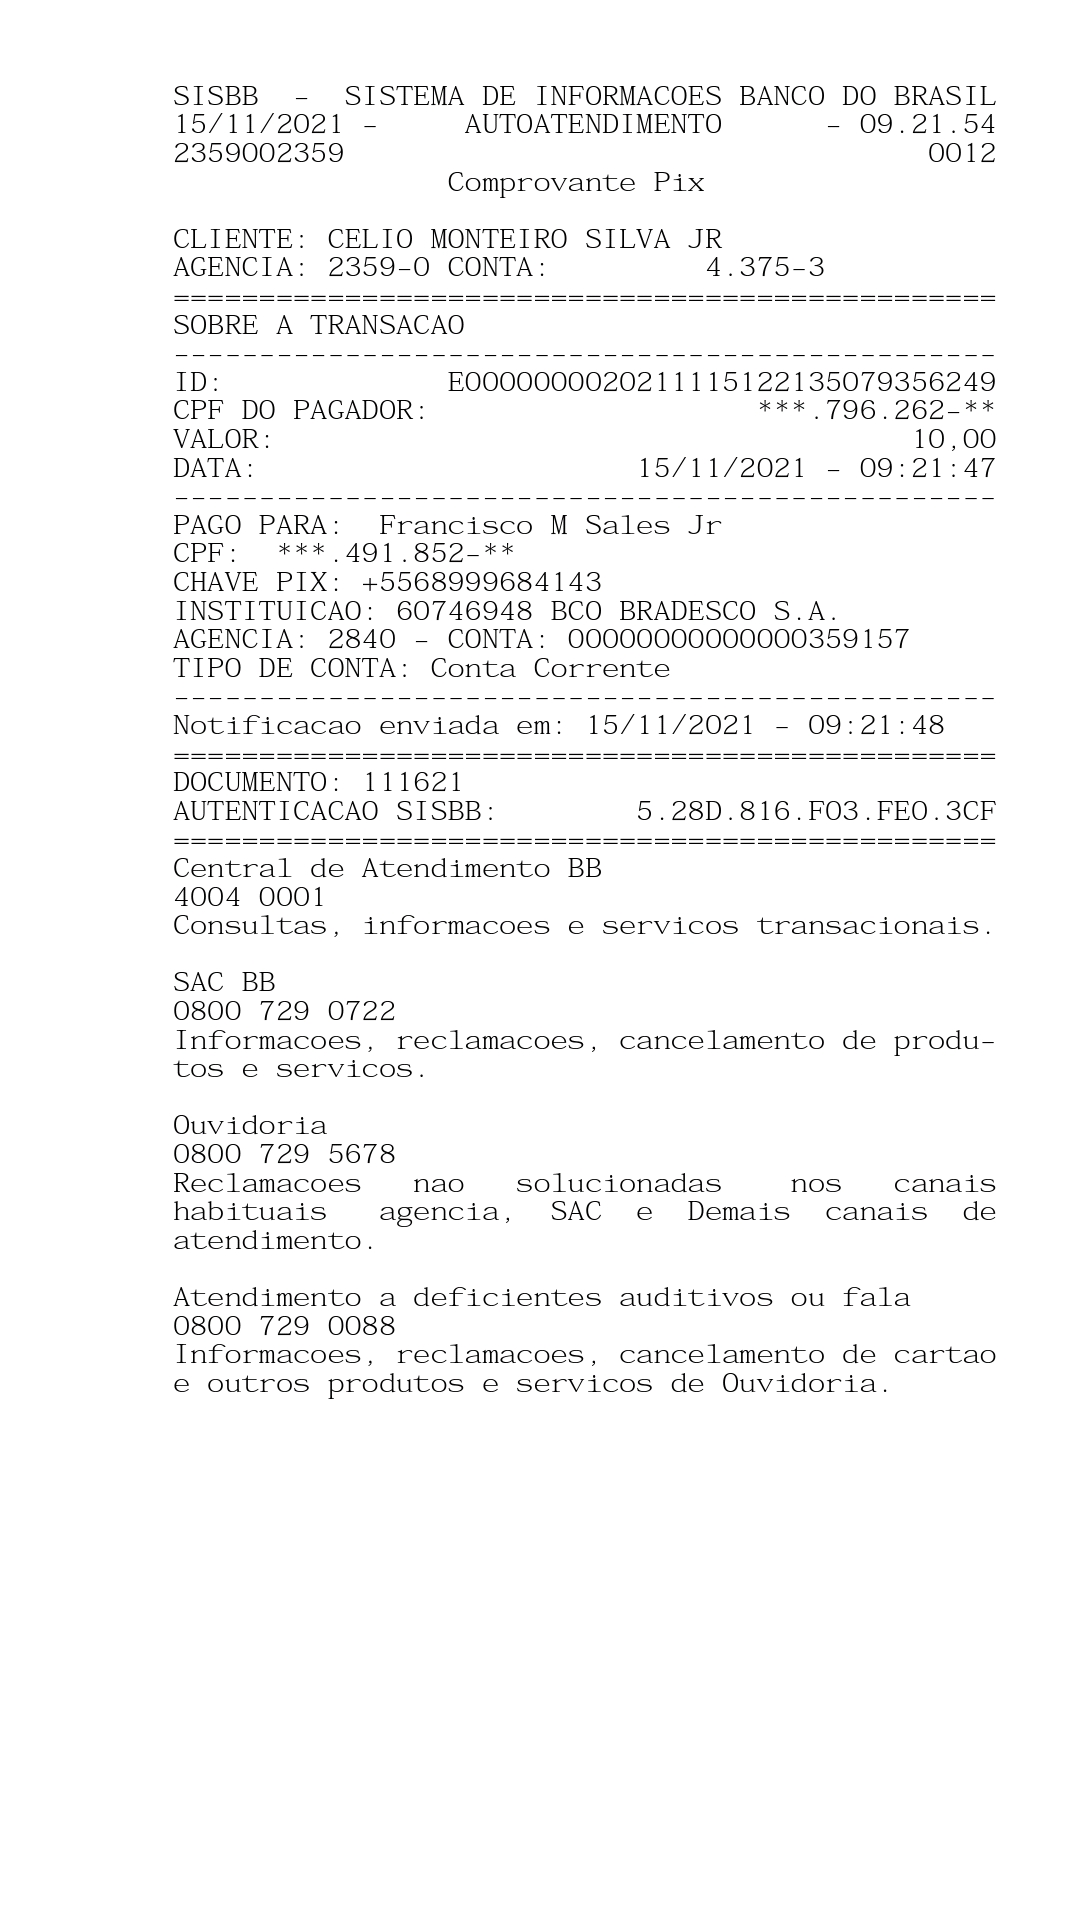 SISBB  -  SISTEMA DE INFORMACOES BANCO DO BRASIL
15/11/2021 -     AUTOATENDIMENTO      - 09.21.54
2359002359                                  0012
Comprovante Pix
CLIENTE: CELIO MONTEIRO SILVA JR
AGENCIA: 2359-0 CONTA:         4.375-3
================================================
SOBRE A TRANSACAO
------------------------------------------------
ID:             E0000000020211115122135079356249
CPF DO PAGADOR:                   ***.796.262-**
VALOR:                                     10,00
DATA:                      15/11/2021 - 09:21:47
------------------------------------------------
PAGO PARA:  Francisco M Sales Jr
CPF:  ***.491.852-**
CHAVE PIX: +5568999684143
INSTITUICAO: 60746948 BCO BRADESCO S.A.
AGENCIA: 2840 - CONTA: 00000000000000359157
TIPO DE CONTA: Conta Corrente
------------------------------------------------
Notificacao enviada em: 15/11/2021 - 09:21:48
================================================
DOCUMENTO: 111621
AUTENTICACAO SISBB:        5.28D.816.F03.FE0.3CF
================================================
Central de Atendimento BB
4004 0001
Consultas, informacoes e servicos transacionais.
SAC BB
0800 729 0722
Informacoes, reclamacoes, cancelamento de produ-
tos e servicos.
Ouvidoria
0800 729 5678
Reclamacoes   nao   solucionadas    nos   canais
habituais   agencia,  SAC  e  Demais  canais  de
atendimento.
Atendimento a deficientes auditivos ou fala
0800 729 0088
Informacoes, reclamacoes, cancelamento de cartao
e outros produtos e servicos de Ouvidoria.